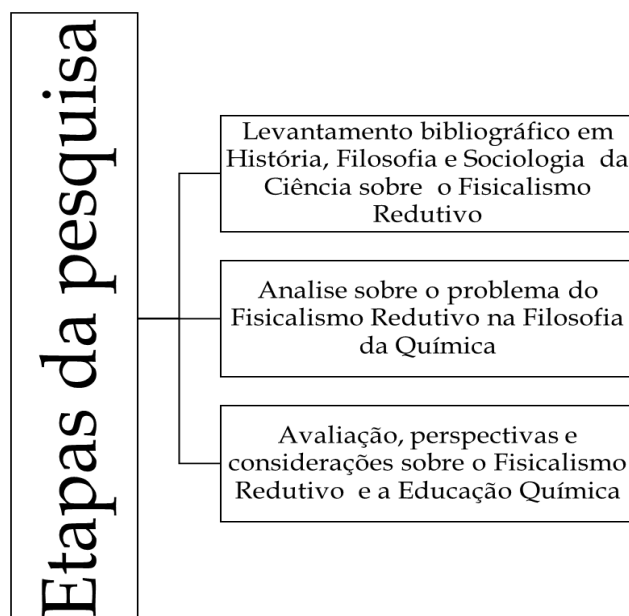 Etapas da pesquisa
Levantamento bibliográfico em
História, Filosofia e Sociologia da
Ciência sobre o Fisicalismo
Redutivo
Analise sobre o problema do
Fisicalismo Redutivo na Filosofia
da Química
Avaliação, perspectivas e
considerações sobre o Fisicalismo
Redutivo e a Educação Química